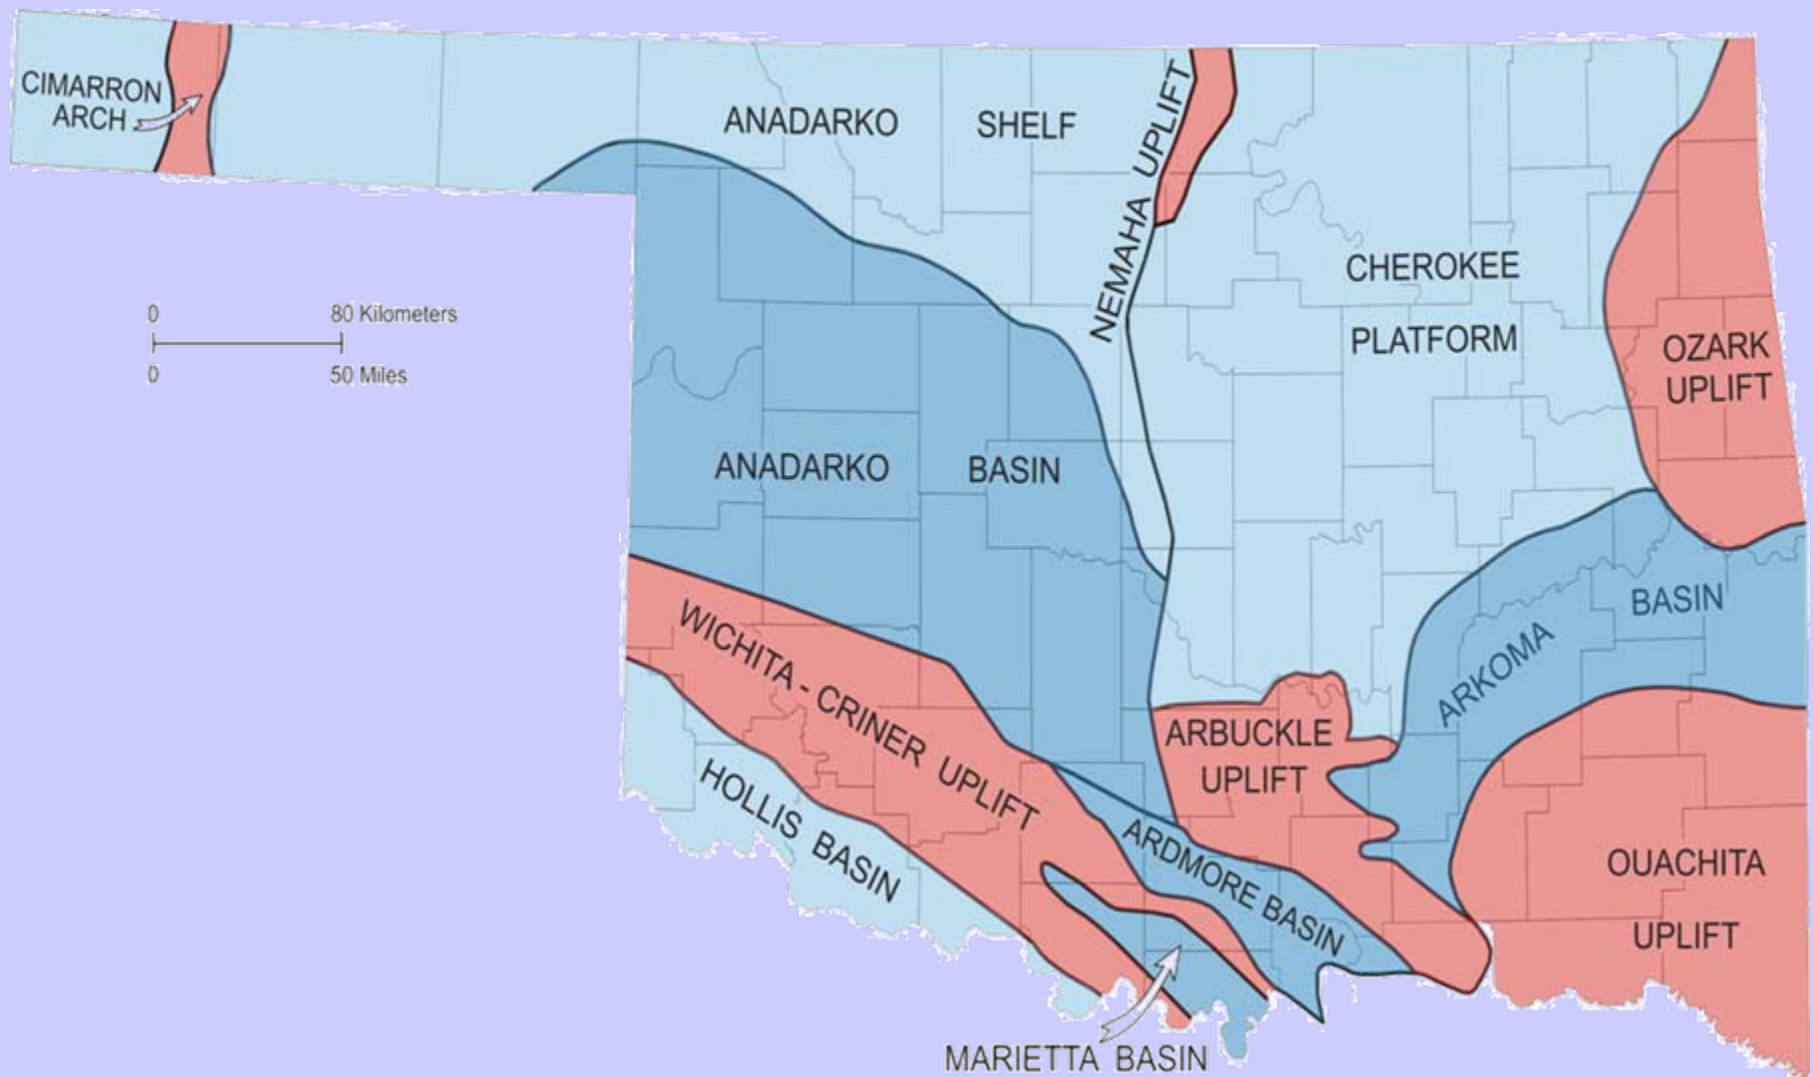 CIMARRON
ARCH
ANADARKO SHELF
NEMAHA UPLIFT
CHEROKEE
PLATFORM
OZARK
UPLIFT
0 80 Kilometers
0 50 Miles
ANADARKO BASIN
ARKOMA BASIN
WICHITA - CRINER UPLIFT
HOLLIS BASIN
ARBUCKLE
UPLIFT
ARDMORE BASIN
OUACHITA
UPLIFT
MARIETTA BASIN